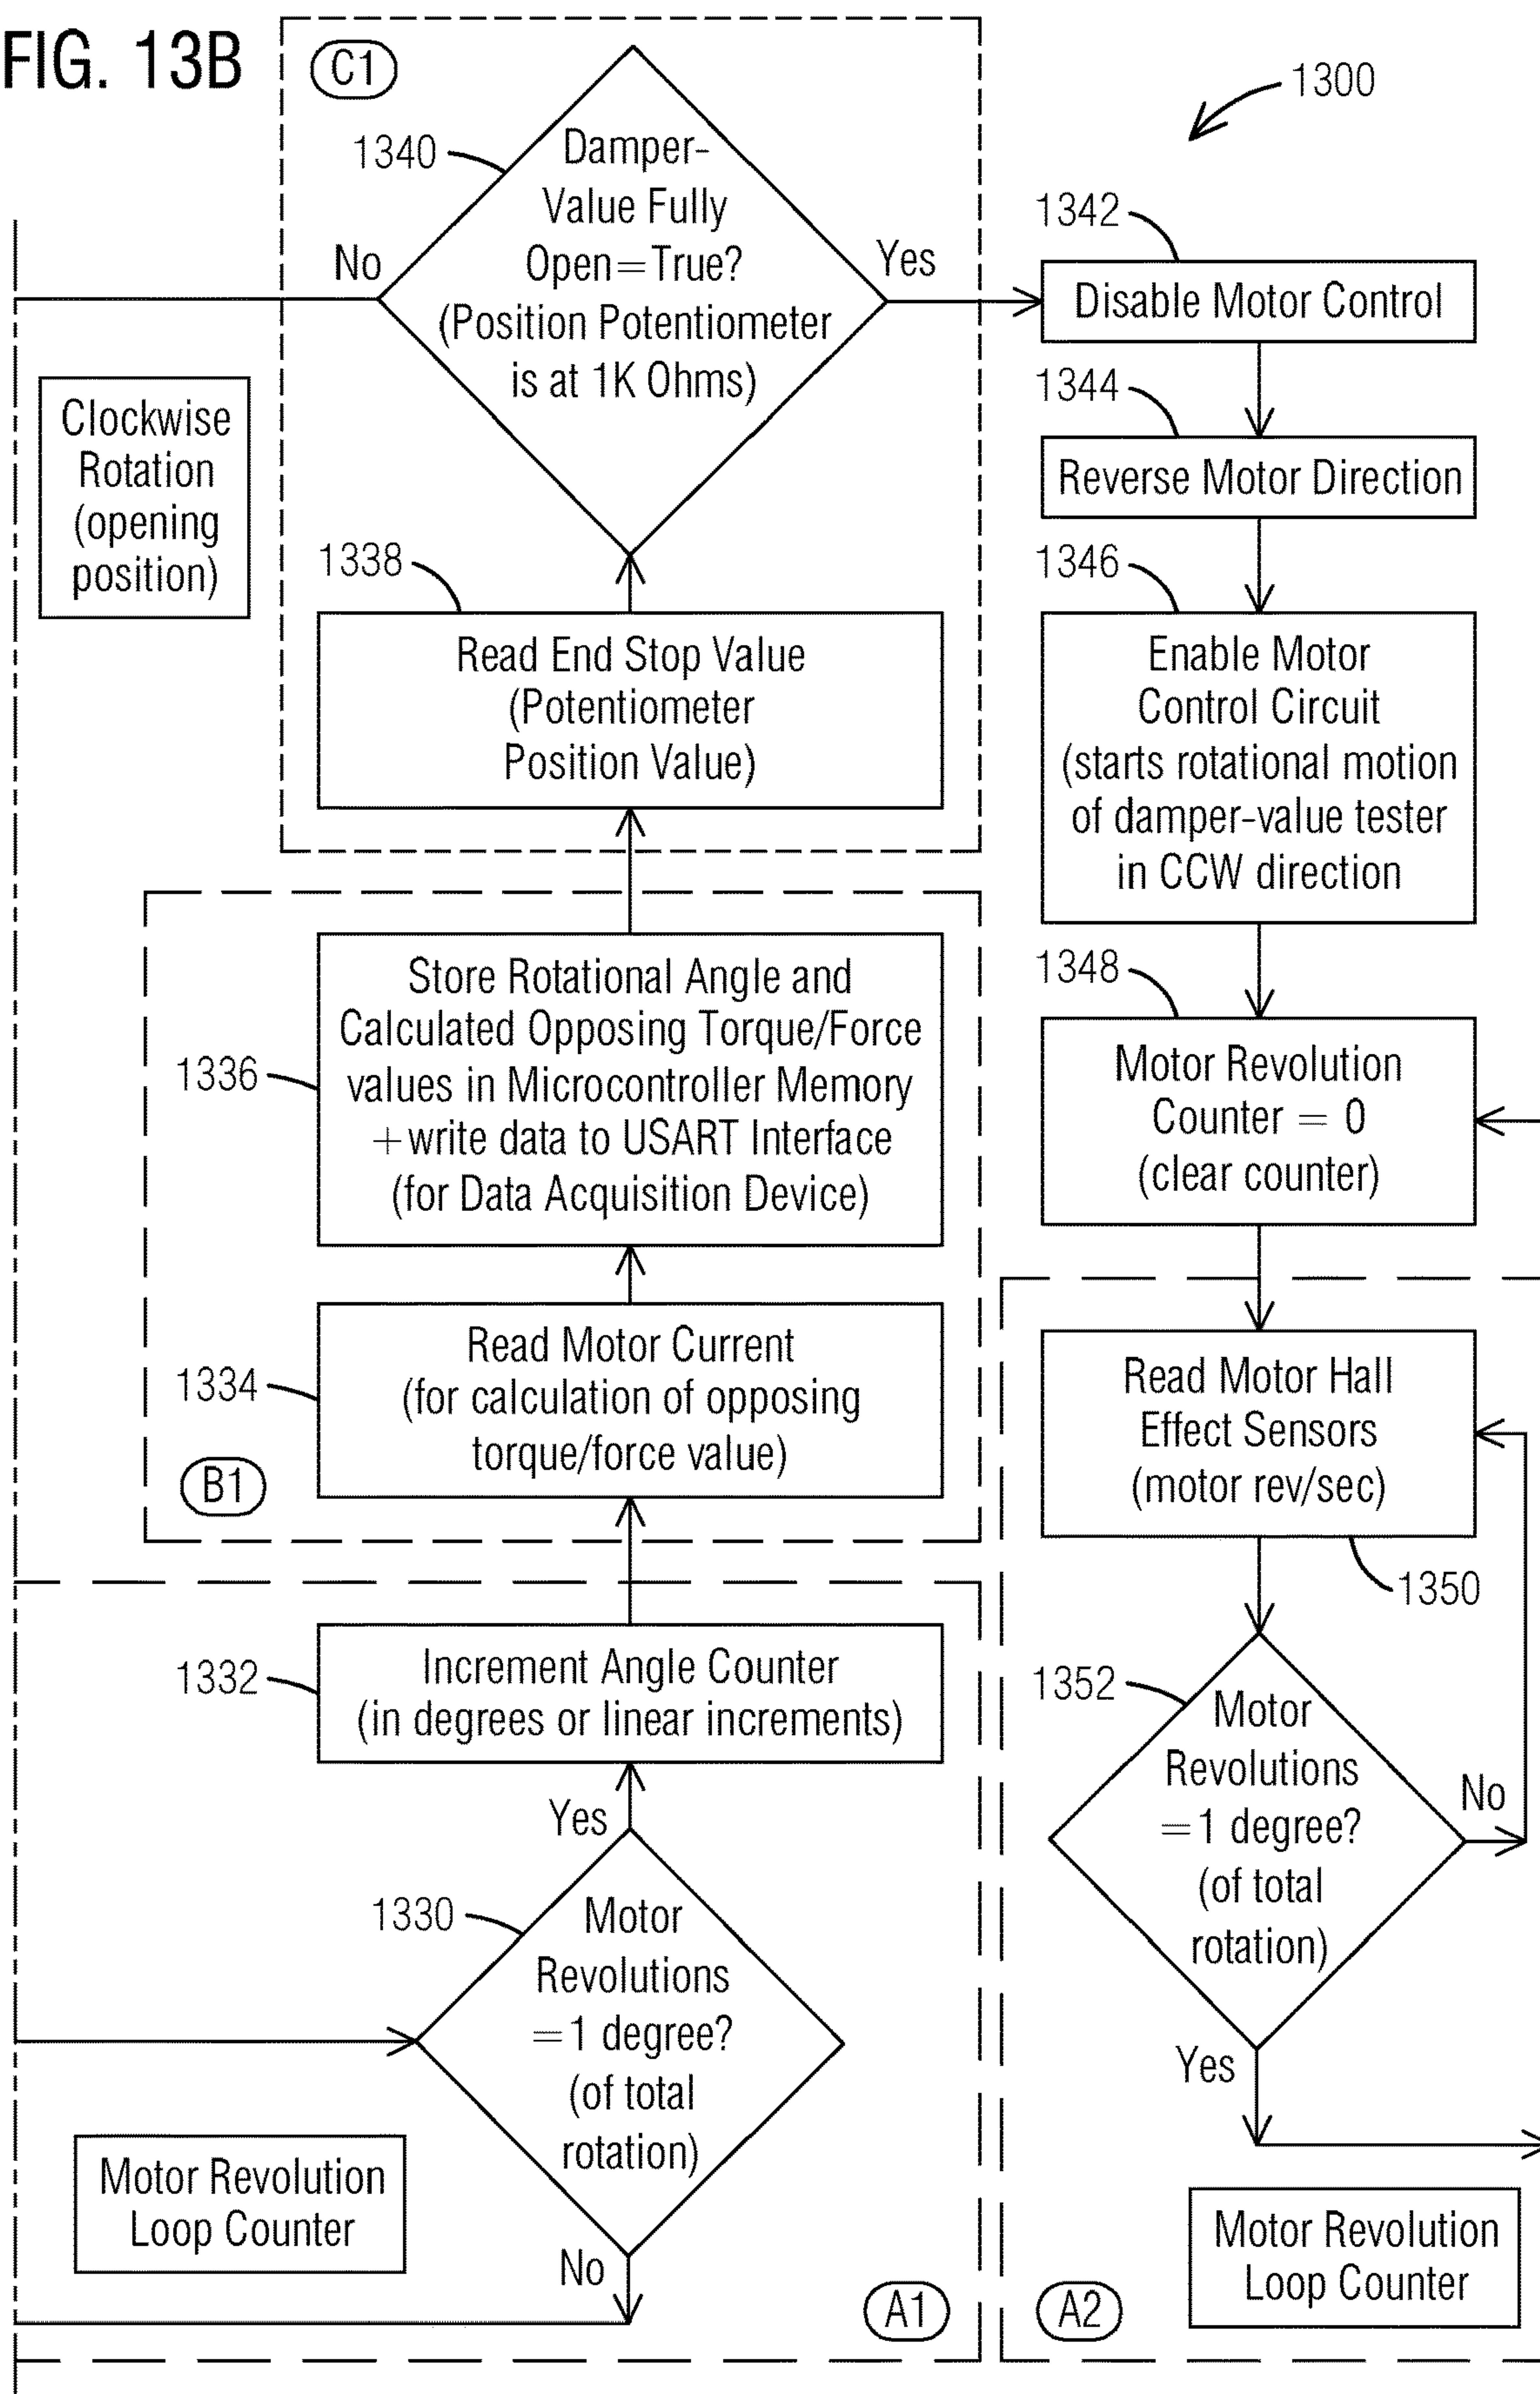 FIG. 13B
C1
1300
1340
Damper-
Value Fully
Open=True?
(Position Potentiometer
is at 1K Ohms)
No
Yes
Clockwise
Rotation
(opening
position)
1338
Read End Stop Value
(Potentiometer
Position Value)
1336
Store Rotational Angle and
Calculated Opposing Torque/Force
values in Microcontroller Memory
+write data to USART Interface
(for Data Acquisition Device)
1334
Read Motor Current
(for calculation of opposing
torque/force value)
B1
1332
Increment Angle Counter
(in degrees or linear increments)
Yes
1330
Motor
Revolutions
=1 degree?
(of total
rotation)
Motor Revolution
Loop Counter
No
A1
1342
Disable Motor Control
1344
Reverse Motor Direction
1346
Enable Motor
Control Circuit
(starts rotational motion
of damper-value tester
in CCW direction
1348
Motor Revolution
Counter = 0
(clear counter)
Read Motor Hall
Effect Sensors
(motor rev/sec)
1350
1352
Motor
Revolutions
=1 degree?
(of total
rotation)
No
Yes
Motor Revolution
Loop Counter
A2